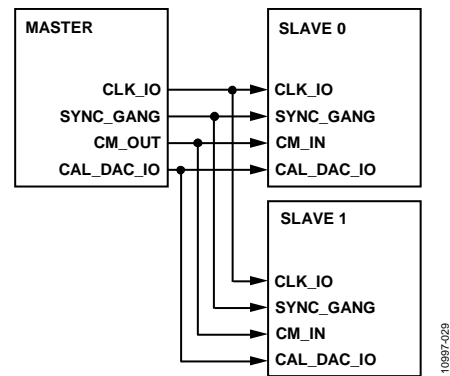 MASTER
CLK_IO
SYNC_GANG
CM_OUT
CAL_DAC_IO
SLAVE 0
CLK_IO
SYNC_GANG
CM_IN
CAL_DAC_IO
SLAVE 1
CLK_IO
SYNC_GANG
CM_IN
CAL_DAC_IO
10997-029